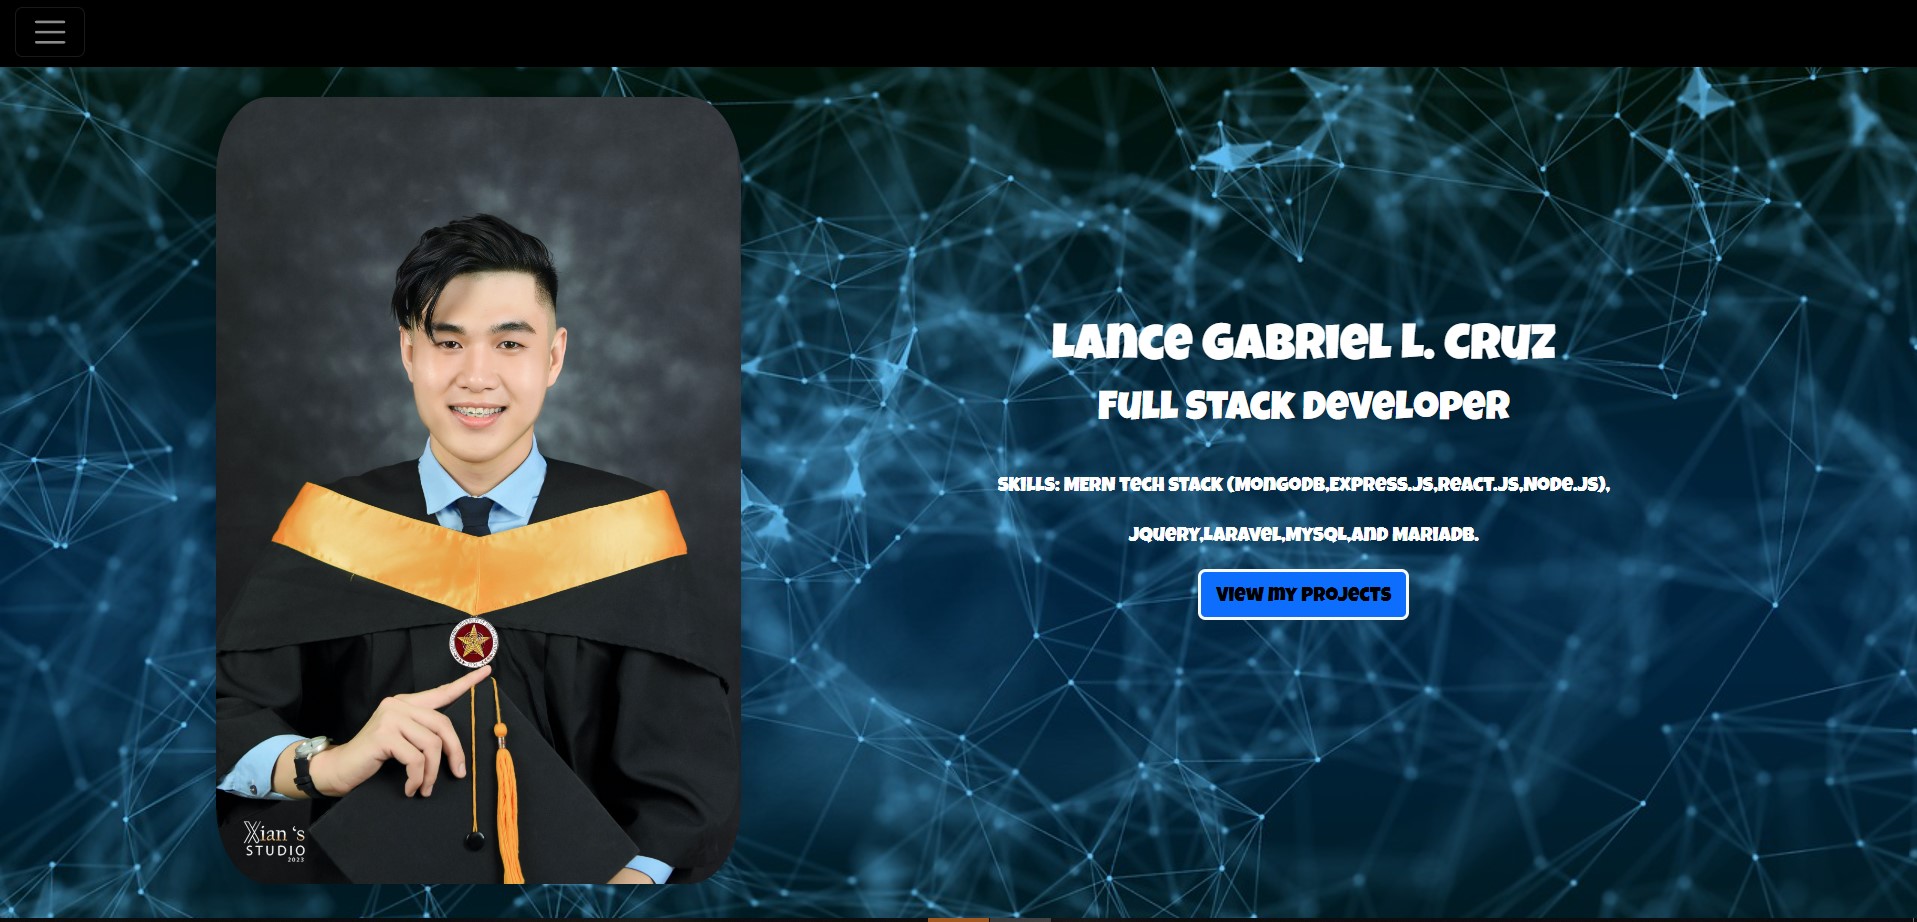 Lance Gabriel L. Cruz
Full Stack Developer
Skills: MERN Tech Stack (MongoDB,Express.js,React.js,Node.js),
jQuery,Laravel,MySQL,and MariaDB.
View my Projects
Xian 's
STUDIO
2023